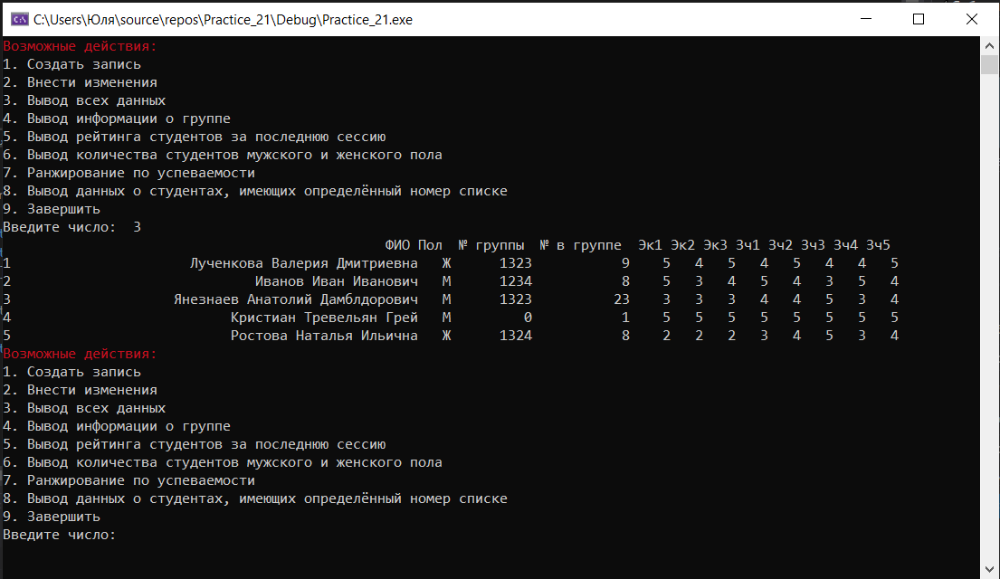 C:\Users\Юля\source\repos\Practice_21\Debug\Practice_21.exe
Возможные действия:
1. Создать запись
2. Внести изменения
3. Вывод всех данных
4. Вывод информации о группе
5. Вывод рейтинга студентов за последнюю сессию
6. Вывод количества студентов мужского и женского пола
7. Ранжирование по успеваемости
8. Вывод данных о студентах, имеющих определённый номер списке
9. Завершить
Введите число: 3
ФИО Пол № группы № в группе Эк1 Эк2 Эк3 Зч1 Зч2 Зч3 Зч4 Зч5
1 Лученкова Валерия Дмитриевна Ж 1323 9 5 4 5 4 5 4 4 5
2 Иванов Иван Иванович М 1234 8 5 3 4 5 4 3 5 4
3 Янезнаев Анатолий Дамблдорович М 1323 23 3 3 3 4 4 5 3 4
4 Кристиан Тревельян Грей М 0 1 5 5 5 5 5 5 5 5
5 Ростова Наталья Ильична Ж 1324 8 2 2 2 3 4 5 3 4
Возможные действия:
1. Создать запись
2. Внести изменения
3. Вывод всех данных
4. Вывод информации о группе
5. Вывод рейтинга студентов за последнюю сессию
6. Вывод количества студентов мужского и женского пола
7. Ранжирование по успеваемости
8. Вывод данных о студентах, имеющих определённый номер списке
9. Завершить
Введите число: